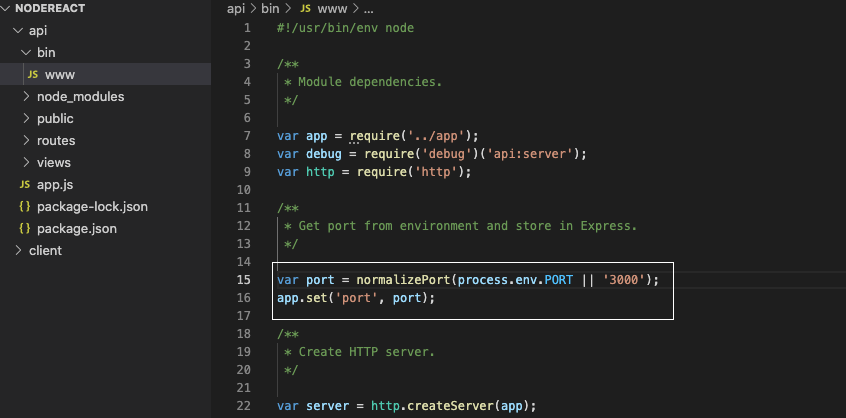 NODEREACT
api
bin
JS www
node_modules
public
routes
views
JS app.js
{} package-lock.json
{} package.json
client
api > bin > JS www > ...
1 #!/usr/bin/env node
2
3 /**
4 * Module dependencies.
5 */
6
7 var app = require('../app');
8 var debug = require('debug')('api:server');
9 var http = require('http');
10
11 /**
12 * Get port from environment and store in Express.
13 */
14
15 var port = normalizePort(process.env.PORT || '3000');
16 app.set('port', port);
17
18 /**
19 * Create HTTP server.
20 */
21
22 var server = http.createServer(app);